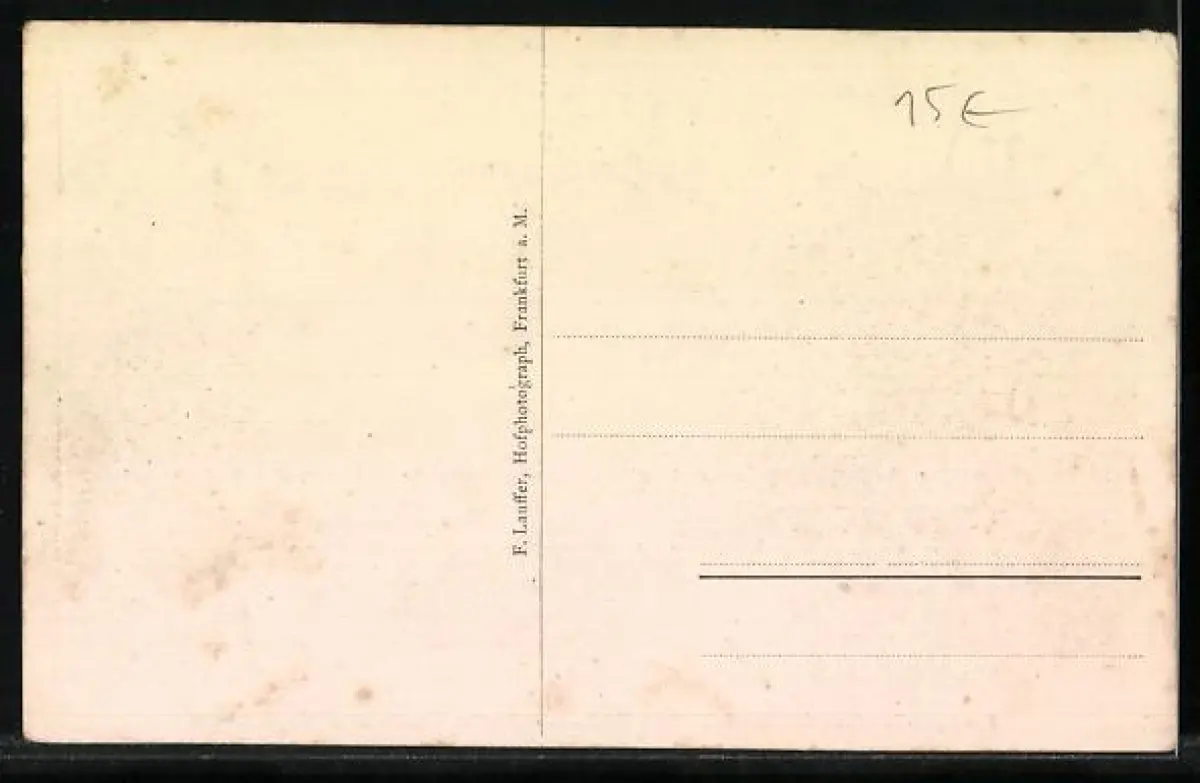 15 €
F. Lauffer, Hofphotograph, Frankfurt a. M.